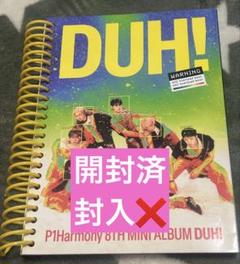 DUH!
WARNING
開封済
封入❌
P1Harmony 8TH MINI ALBUM DUH!